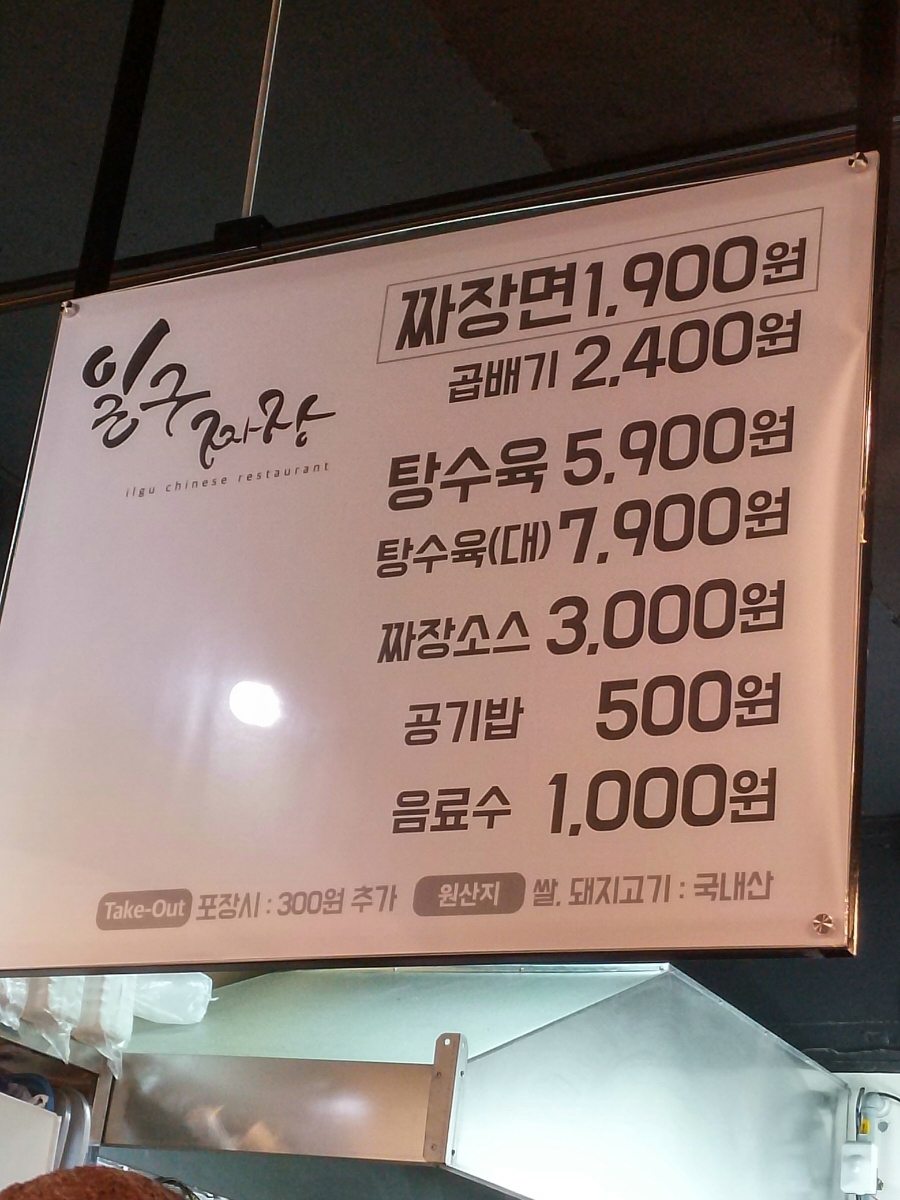 일구짜장
ilgu chinese restaurant
짜장면 1,900원
곱배기 2,400원
탕수육 5,900원
탕수육(대) 7,900원
짜장소스 3,000원
공기밥 500원
음료수 1,000원
Take-Out 포장시 : 300원 추가 원산지 쌀, 돼지고기 : 국내산